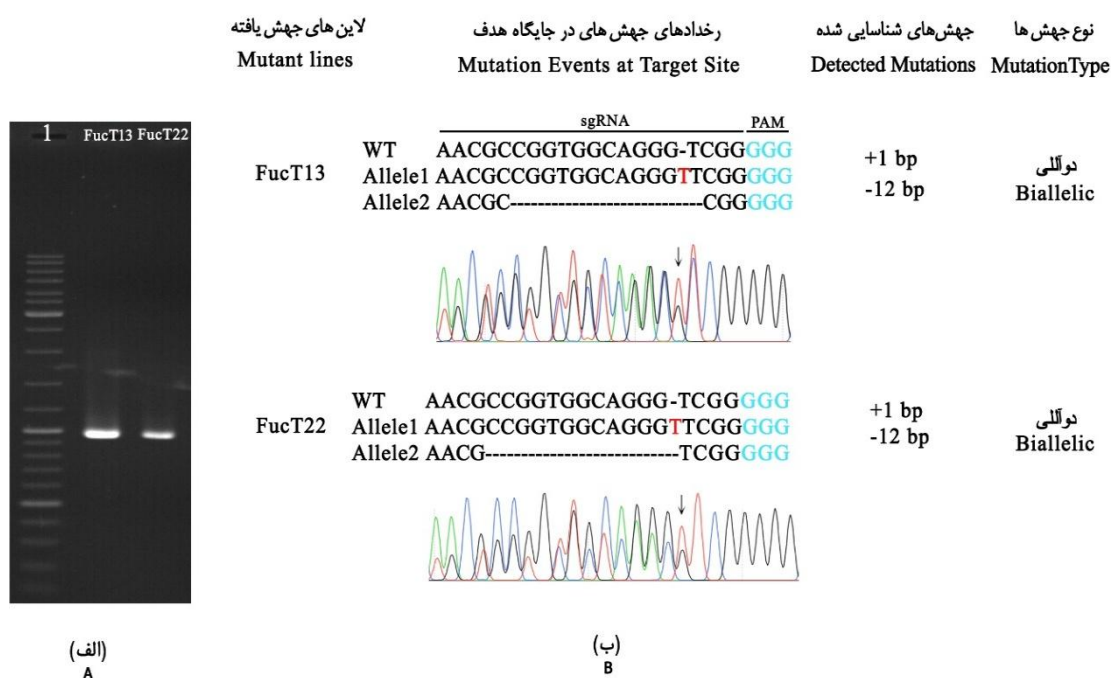 لاین های جهش یافته
Mutant lines
رخدادهای جهش های در جایگاه هدف
Mutation Events at Target Site
جهش‌های شناسایی شده
Detected Mutations
نوع جهش ها
MutationType
1 FucT13 FucT22
sgRNA PAM
FucT13
WT AACGCCGGTGGCAGGG-TCGGGGG
Allele1 AACGCCGGTGGCAGGGTTCGGGGG
Allele2 AACGC----------------------------CGGGGG
+1 bp
-12 bp
دوآللی
Biallelic
FucT22
WT AACGCCGGTGGCAGGG-TCGGGGG
Allele1 AACGCCGGTGGCAGGGTTCGGGGG
Allele2 AACG----------------------------TCGGGGG
+1 bp
-12 bp
دوآللی
Biallelic
(الف)
A
(ب)
B